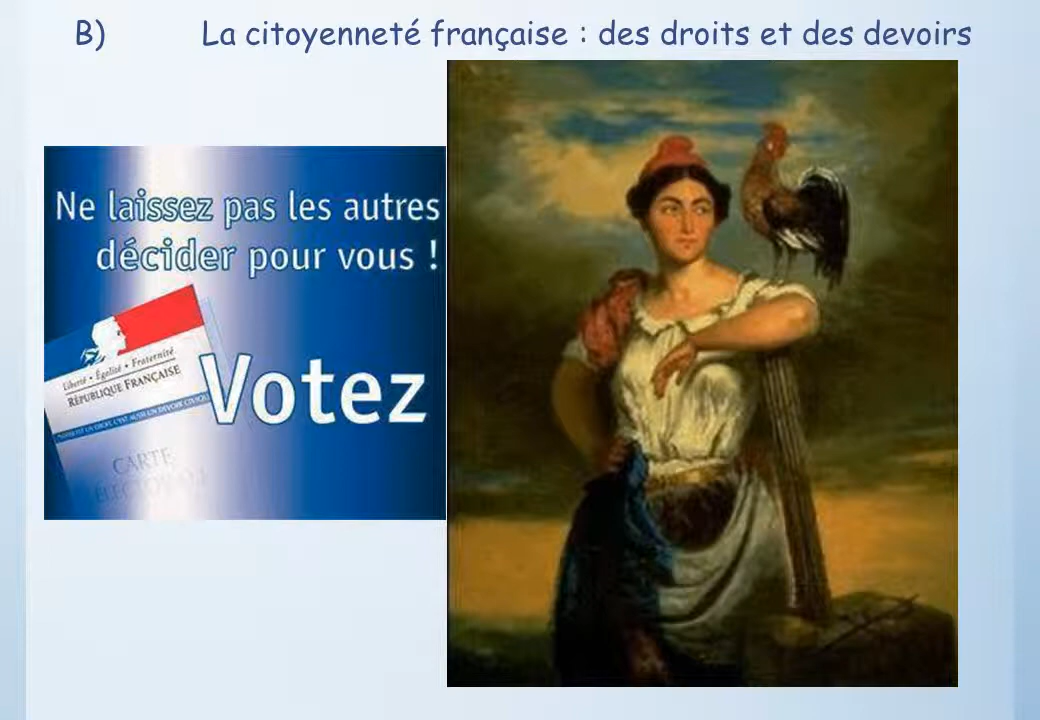 B) La citoyenneté française : des droits et des devoirs
Ne laissez pas les autres
décider pour vous !
Liberté • Égalité • Fraternité
RÉPUBLIQUE FRANÇAISE
Votez
CARTE